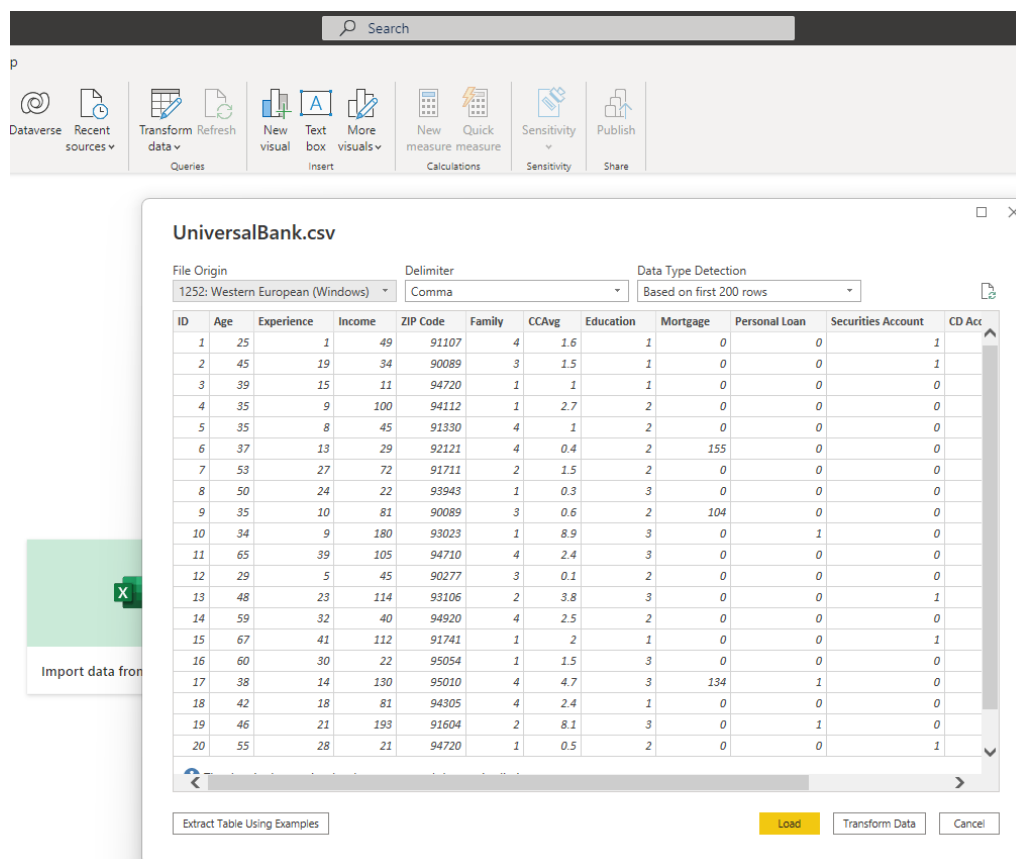 Search
p
Dataverse Recent sources Transform data Refresh New visual Text box More visuals New measure Quick measure Sensitivity Publish
Queries Insert Calculations Sensitivity Share
UniversalBank.csv
File Origin Delimiter Data Type Detection
1252: Western European (Windows) Comma Based on first 200 rows
ID Age Experience Income ZIP Code Family CCAvg Education Mortgage Personal Loan Securities Account CD Acc
1 25 1 49 91107 4 1.6 1 0 0 1
2 45 19 34 90089 3 1.5 1 0 0 1
3 39 15 11 94720 1 1 1 0 0 0
4 35 9 100 94112 1 2.7 2 0 0 0
5 35 8 45 91330 4 1 2 0 0 0
6 37 13 29 92121 4 0.4 2 155 0 0
7 53 27 72 91711 2 1.5 2 0 0 0
8 50 24 22 93943 1 0.3 3 0 0 0
9 35 10 81 90089 3 0.6 2 104 0 0
10 34 9 180 93023 1 8.9 3 0 1 0
11 65 39 105 94710 4 2.4 3 0 0 0
12 29 5 45 90277 3 0.1 2 0 0 0
13 48 23 114 93106 2 3.8 3 0 0 1
14 59 32 40 94920 4 2.5 2 0 0 0
15 67 41 112 91741 1 2 1 0 0 1
16 60 30 22 95054 1 1.5 3 0 0 0
17 38 14 130 95010 4 4.7 3 134 1 0
18 42 18 81 94305 4 2.4 1 0 0 0
19 46 21 193 91604 2 8.1 3 0 1 0
20 55 28 21 94720 1 0.5 2 0 0 1
Import data fron
Extract Table Using Examples Load Transform Data Cancel